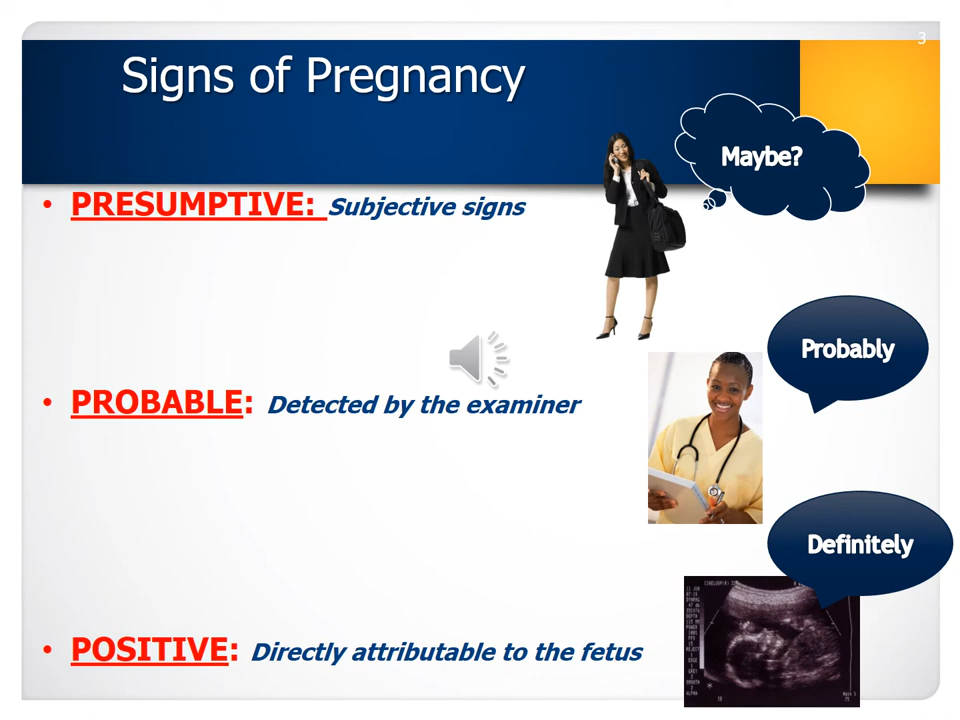 3
Signs of Pregnancy
Maybe?
• PRESUMPTIVE: Subjective signs
Probably
• PROBABLE: Detected by the examiner
Definitely
• POSITIVE: Directly attributable to the fetus